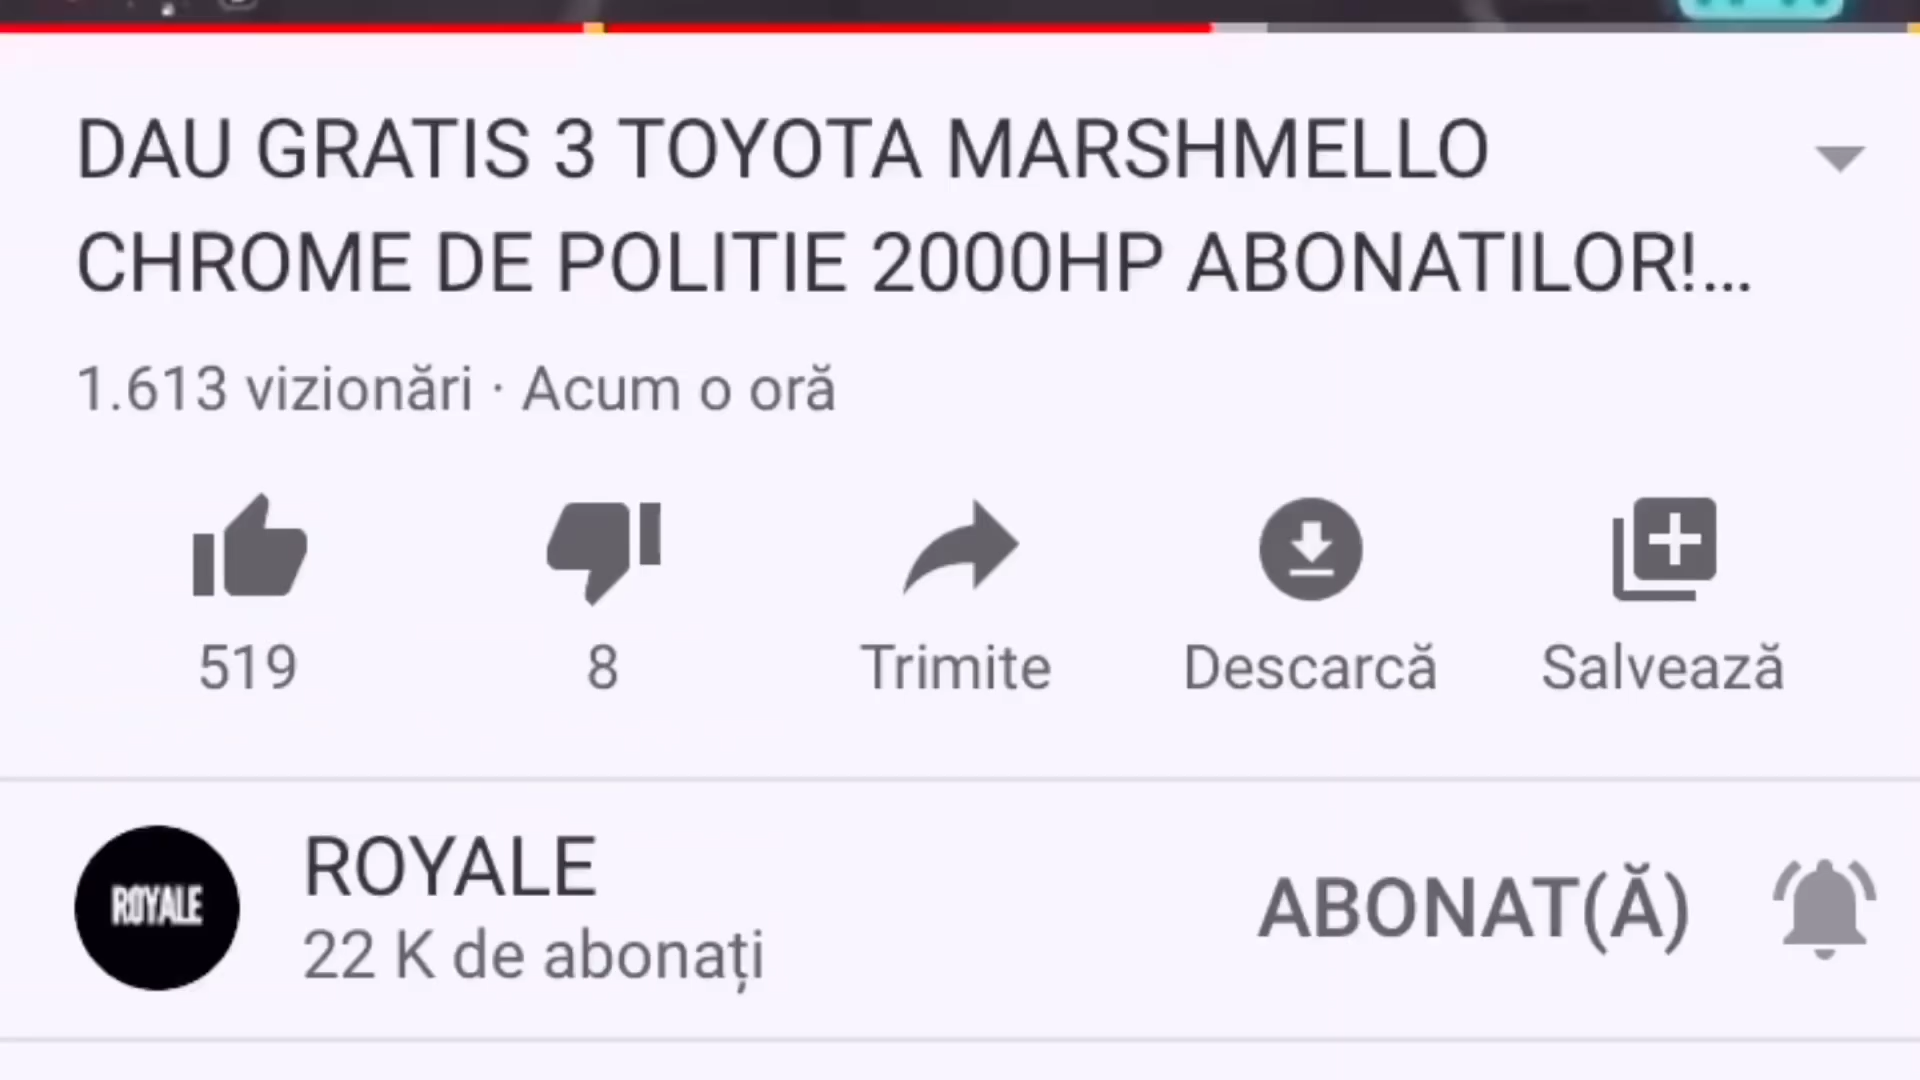 DAU GRATIS 3 TOYOTA MARSHMELLO
CHROME DE POLITIE 2000HP ABONATILOR!...
1.613 vizionări · Acum o oră
519
8
Trimite
Descarcă
Salvează
ROYALE
ROYALE
22 K de abonați
ABONAT(Ă)